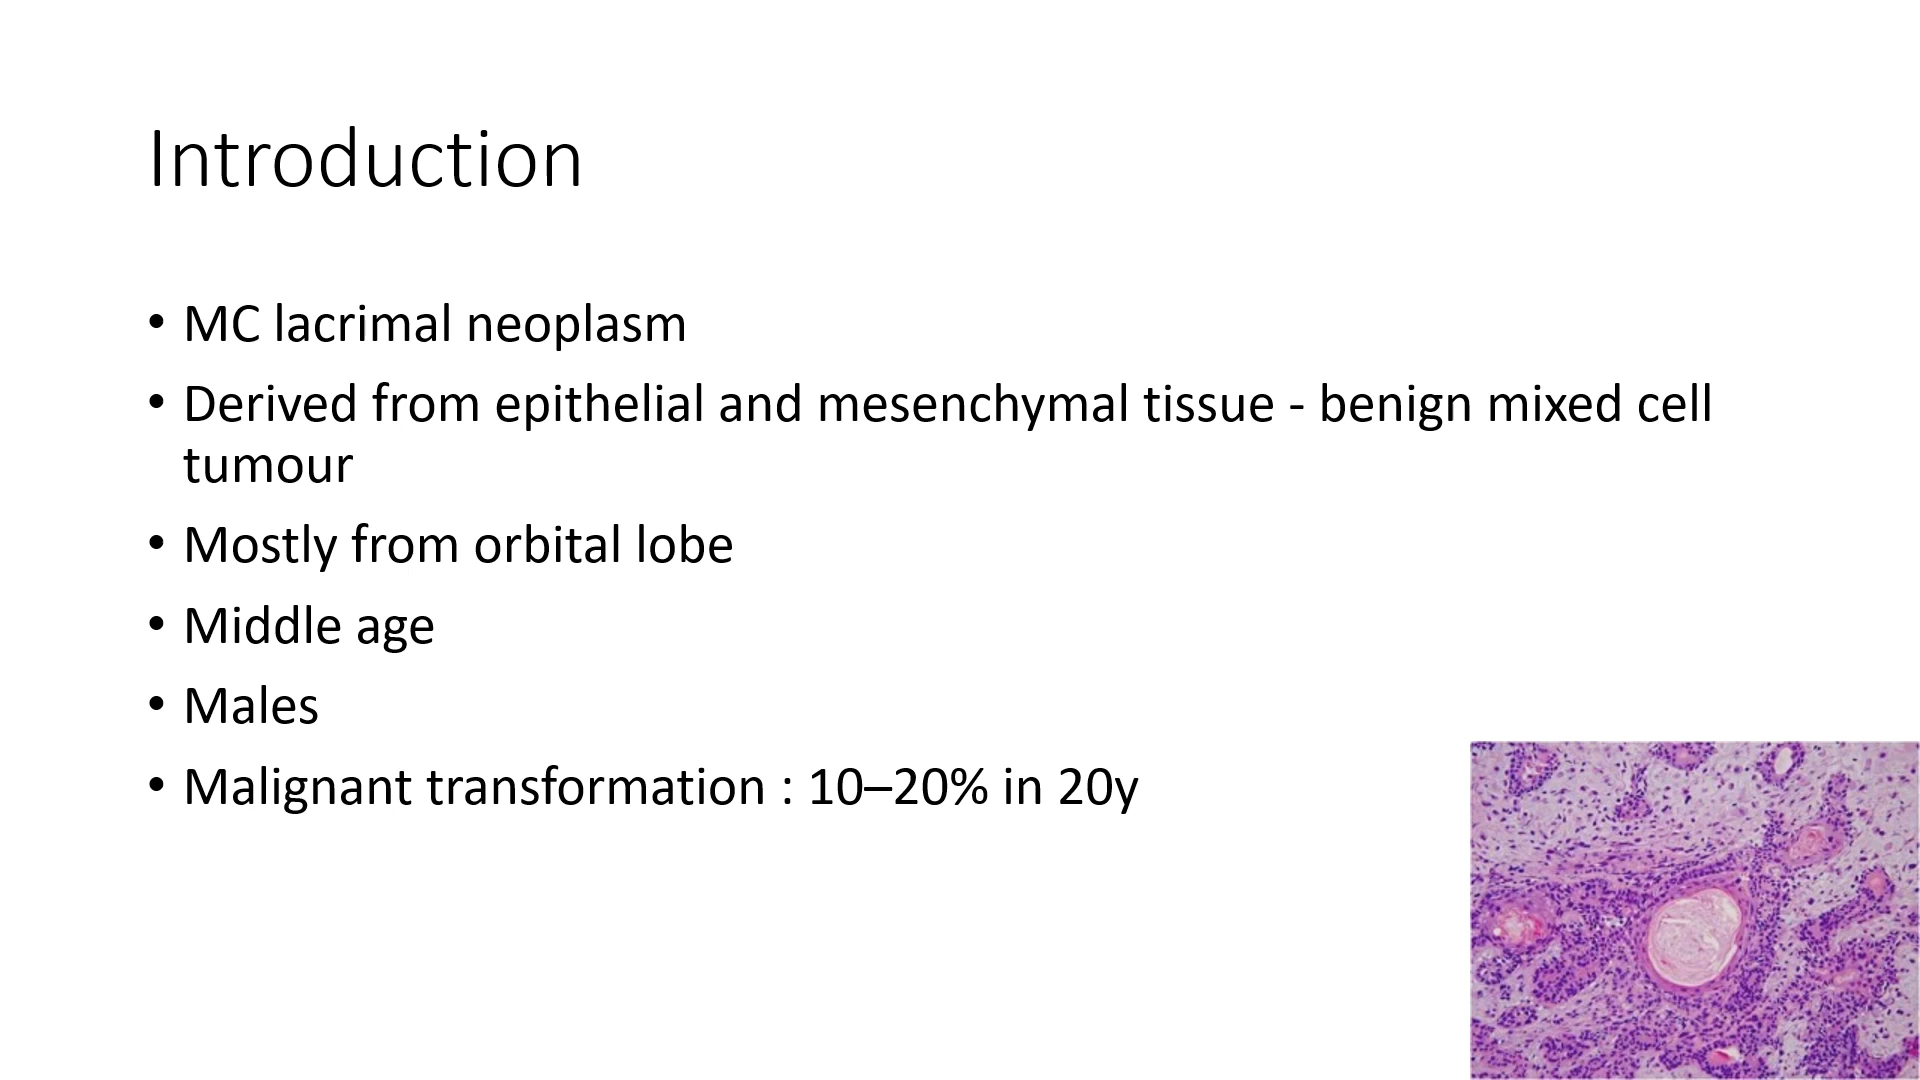 Introduction
• MC lacrimal neoplasm
• Derived from epithelial and mesenchymal tissue - benign mixed cell
tumour
• Mostly from orbital lobe
• Middle age
• Males
• Malignant transformation : 10–20% in 20y